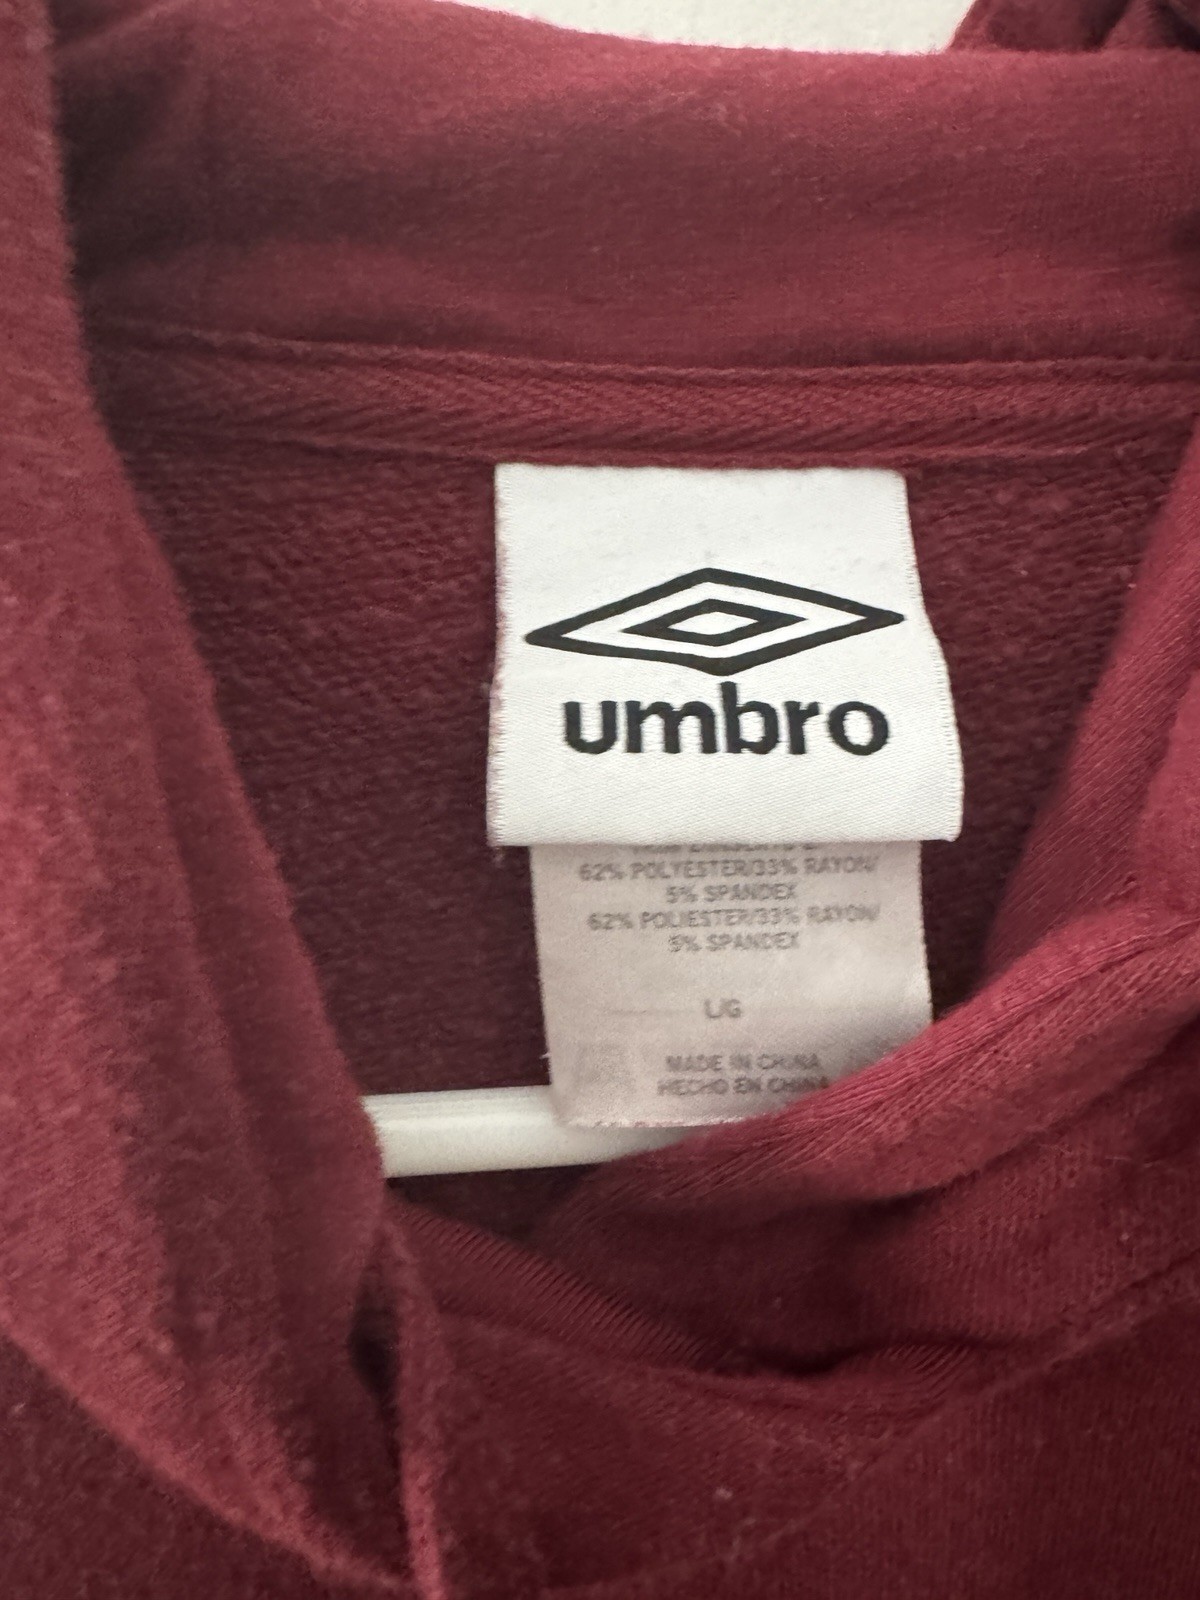 umbro
62% POLYESTER/33% RAYON/
5% SPANDEX
62% POLIESTER/33% RAYON/
5% SPANDEX
L/G
MADE IN CHINA
HECHO EN CHINA